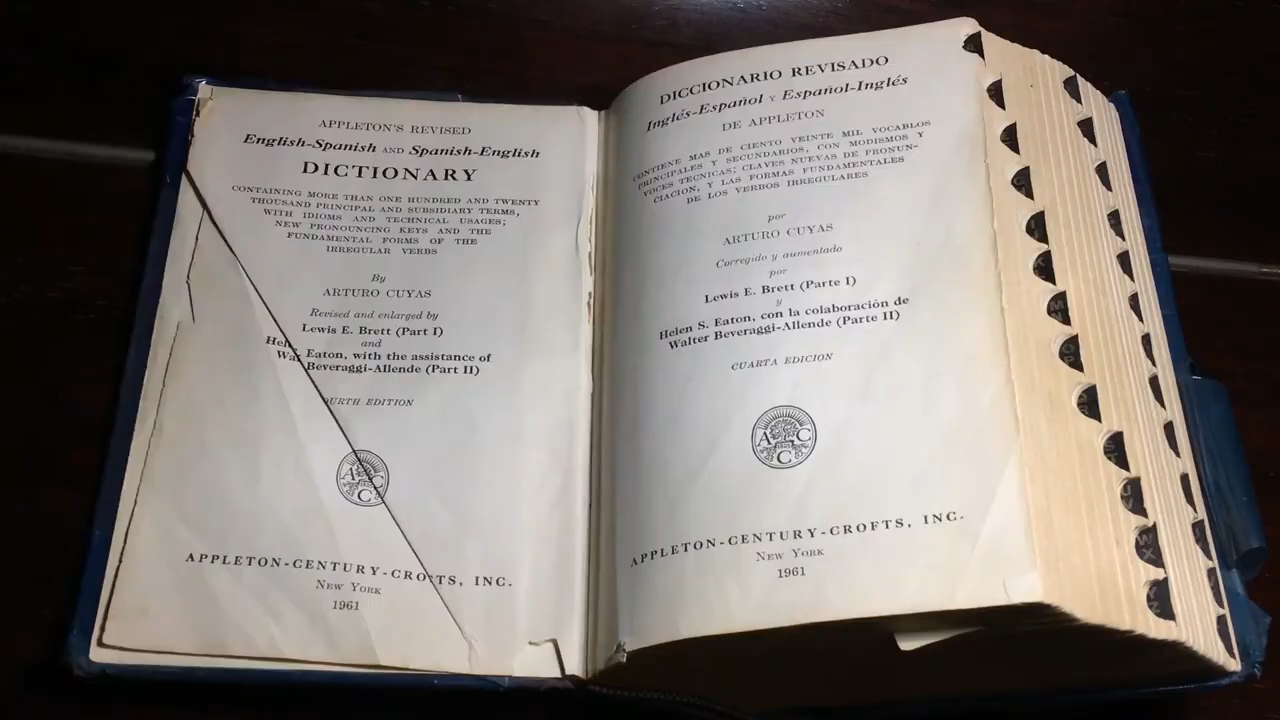 APPLETON'S REVISED
English-Spanish AND Spanish-English
DICTIONARY
CONTAINING MORE THAN ONE HUNDRED AND TWENTY
THOUSAND PRINCIPAL AND SUBSIDIARY TERMS,
WITH IDIOMS AND TECHNICAL USAGES;
NEW PRONOUNCING KEYS AND THE
FUNDAMENTAL FORMS OF THE
IRREGULAR VERBS
By
ARTURO CUYAS
Revised and enlarged by
Lewis E. Brett (Part I)
and
Eaton, with the assistance of
Beveraggi-Allende (Part II)
EDITION
A C C
APPLETON-CENTURY-CROFTS, INC.
NEW YORK
1961
DICCIONARIO REVISADO
Inglés-Español Y Español-Inglés
DE APPLETON
CONTIENE MAS DE CIENTO VEINTE MIL VOCABLOS
PRINCIPALES Y SECUNDARIOS, CON MODISMOS Y
VOCES TECNICAS; CLAVES NUEVAS DE PRONUN-
CIACION, Y LAS FORMAS FUNDAMENTALES
DE LOS VERBOS IRREGULARES
por
ARTURO CUYAS
Corregido y aumentado
por
Lewis E. Brett (Parte I)
y
Helen S. Eaton, con la colaboración de
Walter Beveraggi-Allende (Parte II)
CUARTA EDICION
A C C
APPLETON-CENTURY-CROFTS, INC.
NEW YORK
1961
MN
OP
ST
UV
WX
YZ